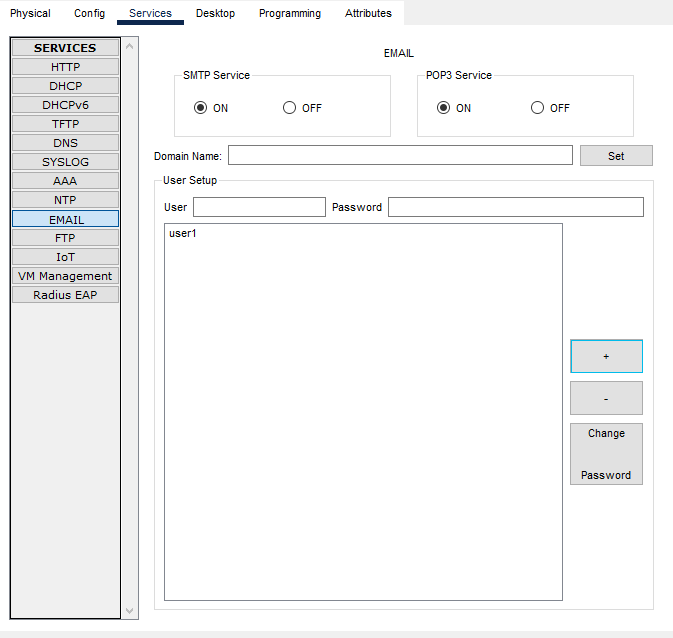 Physical Config Services Desktop Programming Attributes
SERVICES
HTTP
DHCP
DHCPv6
TFTP
DNS
SYSLOG
AAA
NTP
EMAIL
FTP
IoT
VM Management
Radius EAP
EMAIL
SMTP Service
ON OFF
POP3 Service
ON OFF
Domain Name: Set
User Setup
User Password
user1
+
-
Change
Password